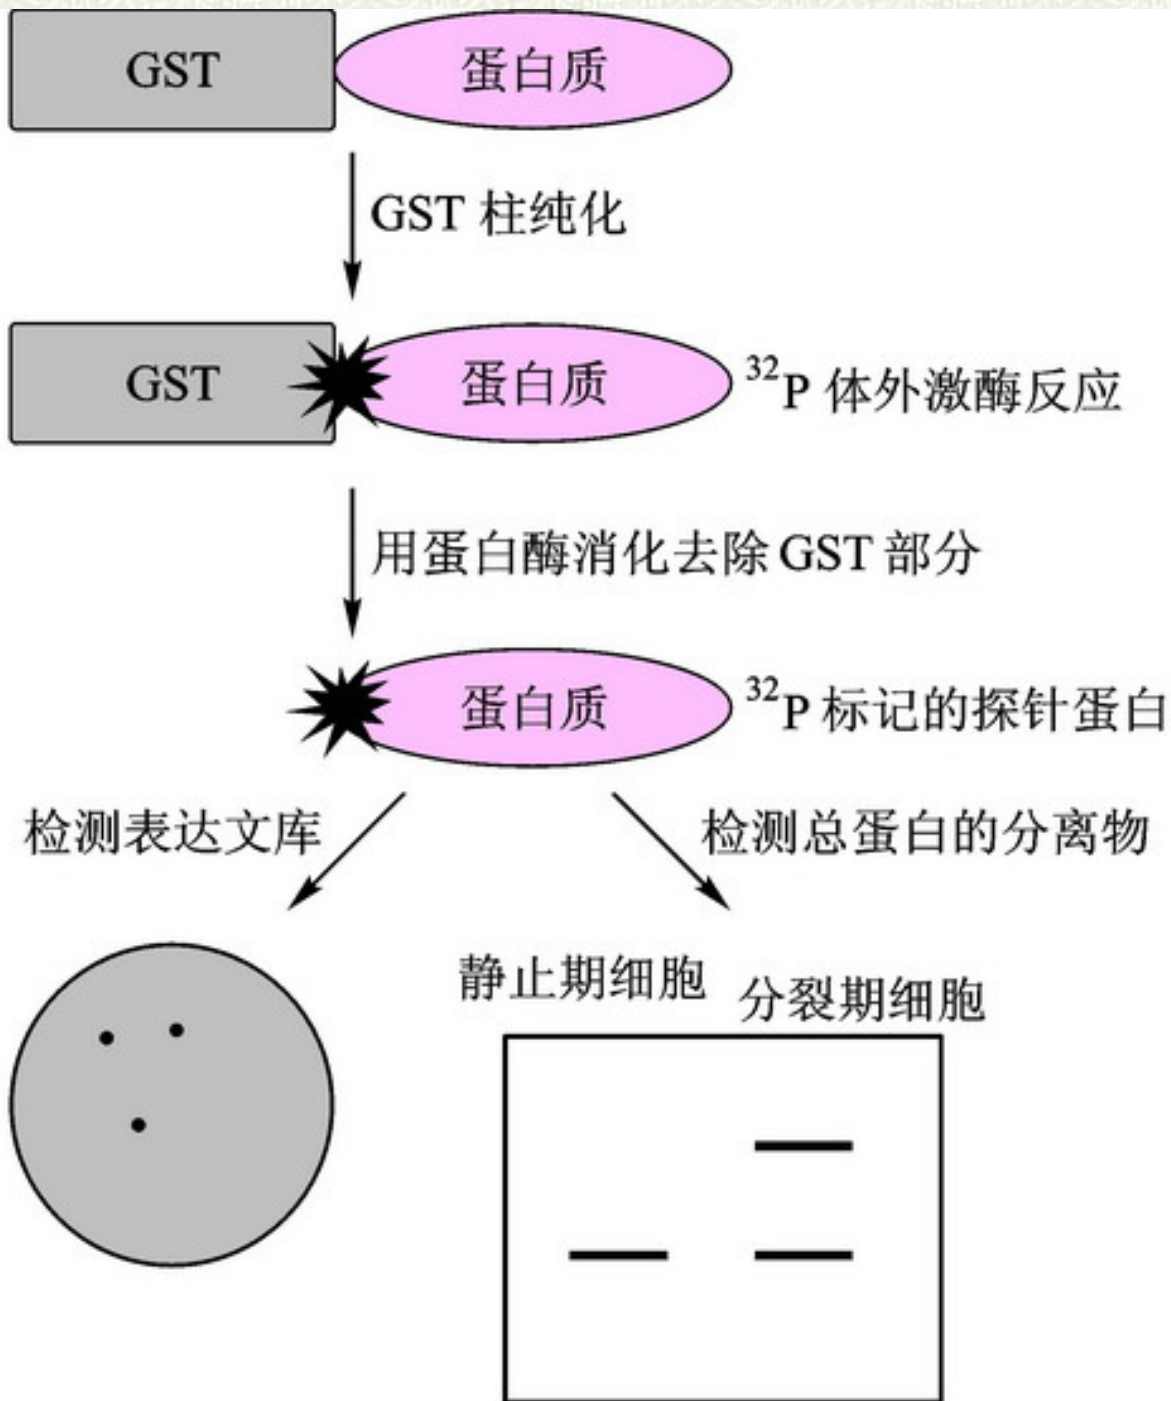 GST 蛋白质
GST 柱纯化
GST 蛋白质 ³²P 体外激酶反应
用蛋白酶消化去除 GST 部分
蛋白质 ³²P 标记的探针蛋白
检测表达文库 检测总蛋白的分离物
静止期细胞 分裂期细胞